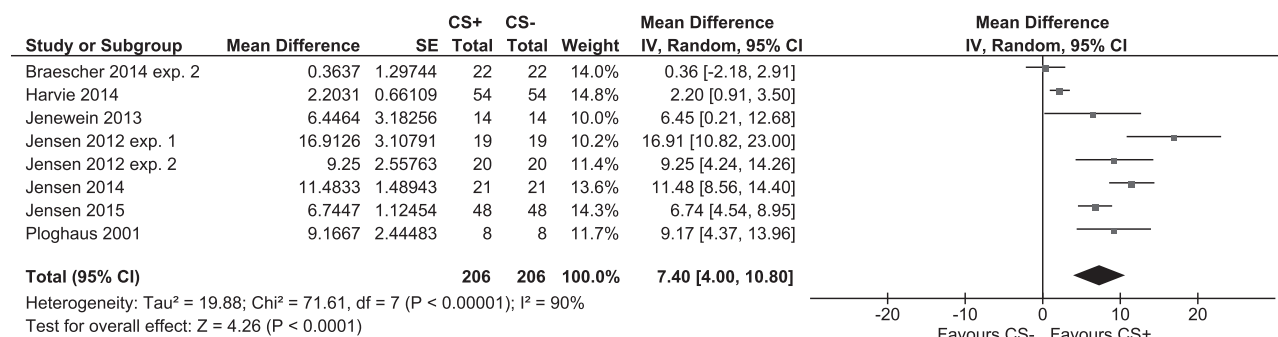 CS+ CS- Mean Difference Mean Difference
Study or Subgroup Mean Difference SE Total Total Weight IV, Random, 95% CI IV, Random, 95% CI
Braescher 2014 exp. 2 0.3637 1.29744 22 22 14.0% 0.36 [-2.18, 2.91]
Harvie 2014 2.2031 0.66109 54 54 14.8% 2.20 [0.91, 3.50]
Jenewein 2013 6.4464 3.18256 14 14 10.0% 6.45 [0.21, 12.68]
Jensen 2012 exp. 1 16.9126 3.10791 19 19 10.2% 16.91 [10.82, 23.00]
Jensen 2012 exp. 2 9.25 2.55763 20 20 11.4% 9.25 [4.24, 14.26]
Jensen 2014 11.4833 1.48943 21 21 13.6% 11.48 [8.56, 14.40]
Jensen 2015 6.7447 1.12454 48 48 14.3% 6.74 [4.54, 8.95]
Ploghaus 2001 9.1667 2.44483 8 8 11.7% 9.17 [4.37, 13.96]
Total (95% CI) 206 206 100.0% 7.40 [4.00, 10.80]
Heterogeneity: Tau² = 19.88; Chi² = 71.61, df = 7 (P < 0.00001); I² = 90%
Test for overall effect: Z = 4.26 (P < 0.0001)
-20 -10 0 10 20
Favours CS- Favours CS+